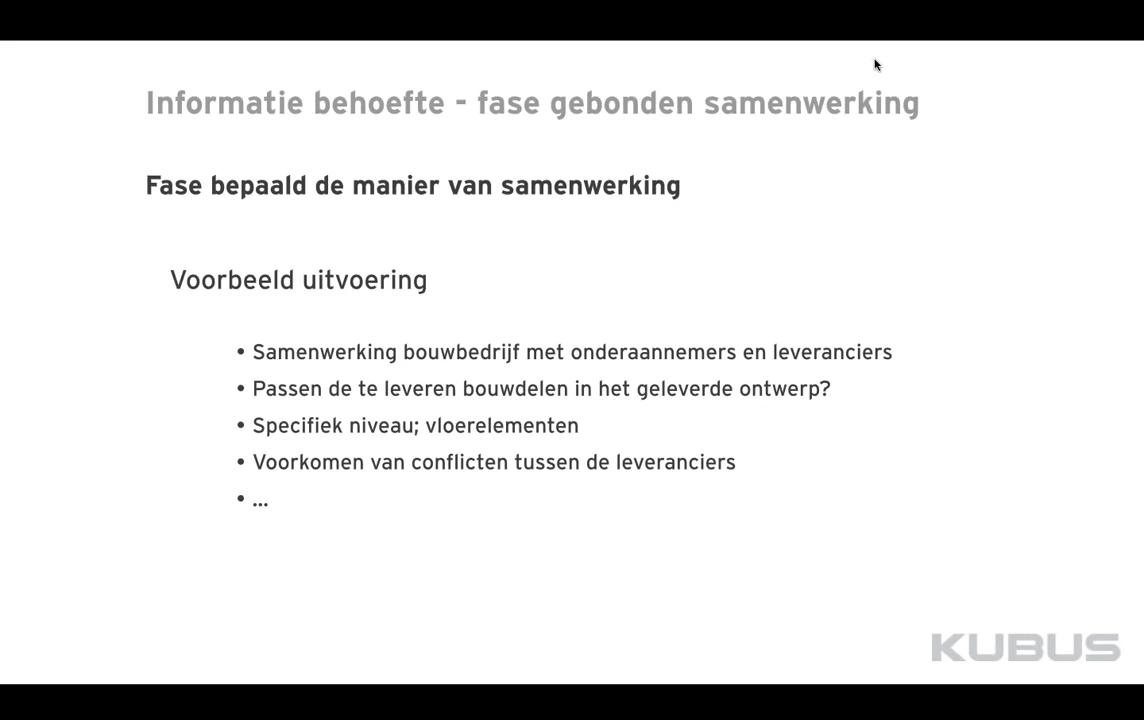 Informatie behoefte - fase gebonden samenwerking
Fase bepaald de manier van samenwerking
Voorbeeld uitvoering
• Samenwerking bouwbedrijf met onderaannemers en leveranciers
• Passen de te leveren bouwdelen in het geleverde ontwerp?
• Specifiek niveau; vloerelementen
• Voorkomen van conflicten tussen de leveranciers
• ...
KUBUS